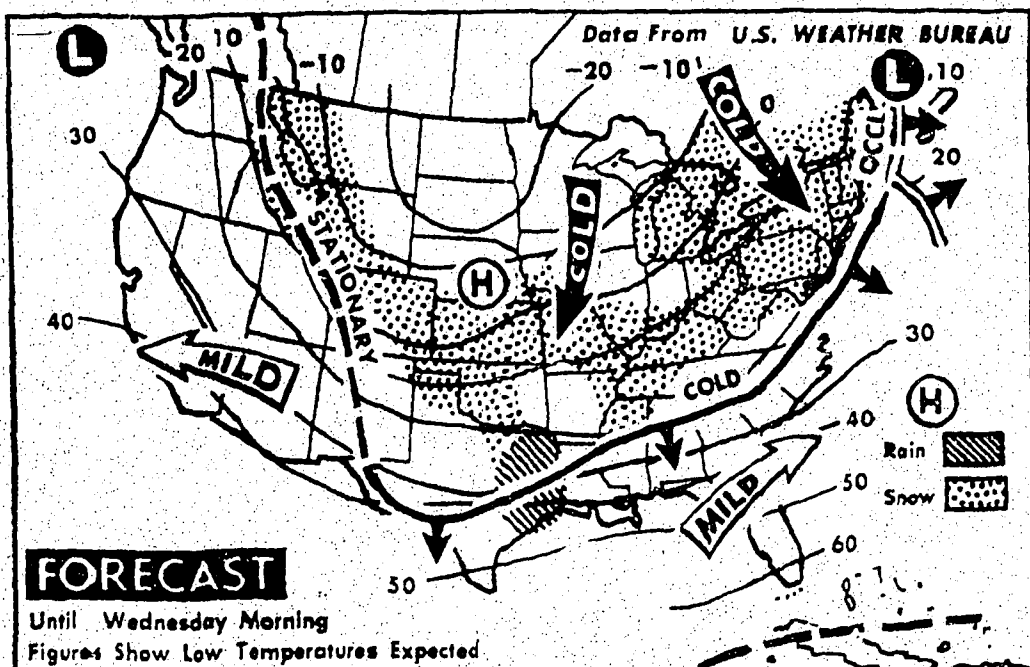 Data From U.S. WEATHER BUREAU
L
-20 10
-10
-20 -10
0
L
10
COLD
30
OCCL
20
COLD
A STATIONARY
H
40
MILD
30
COLD
H
40
Rain
MILD
50
Snow
50
60
FORECAST
Until Wednesday Morning
Figures Show Low Temperatures Expected